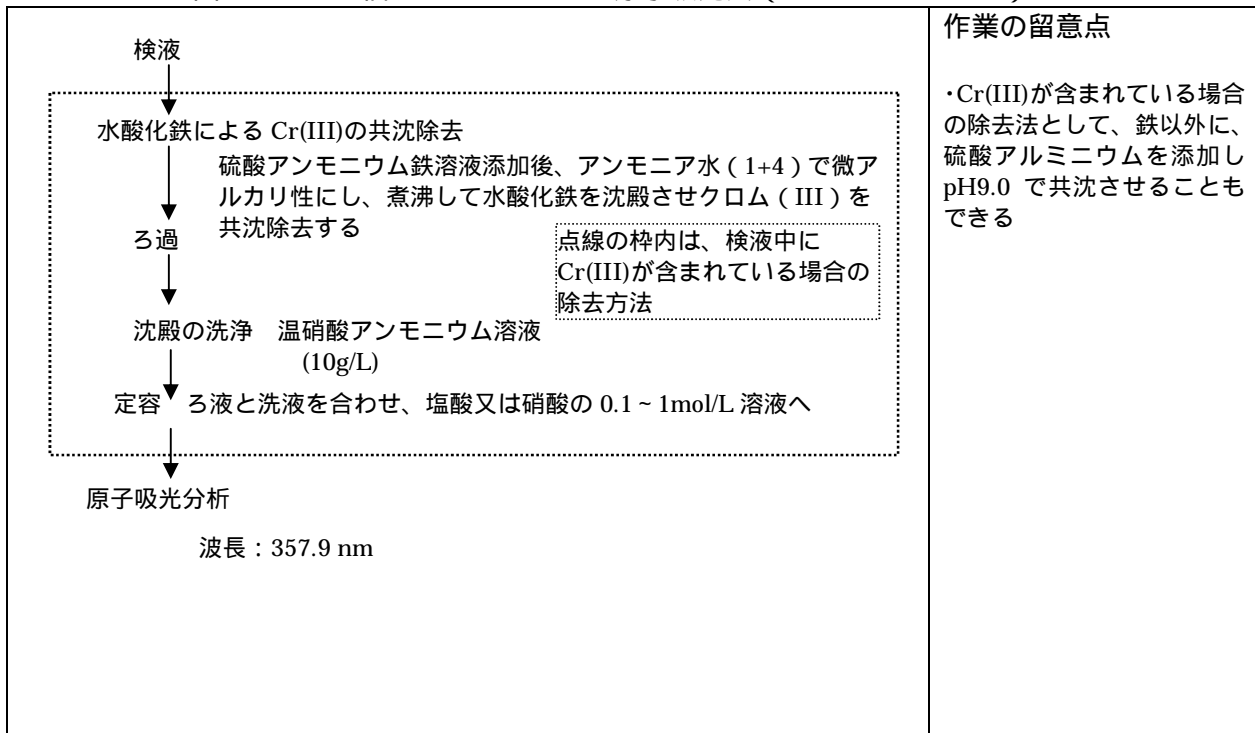 検液
水酸化鉄による Cr(III)の共沈除去
硫酸アンモニウム鉄溶液添加後、アンモニア水（1+4）で微ア
ルカリ性にし、煮沸して水酸化鉄を沈殿させクロム（III）を
共沈除去する
ろ過
点線の枠内は、検液中に
Cr(III)が含まれている場合の
除去方法
沈殿の洗浄　温硝酸アンモニウム溶液
(10g/L)
定容　ろ液と洗液を合わせ、塩酸又は硝酸の 0.1～1mol/L 溶液へ
原子吸光分析
波長：357.9 nm
作業の留意点
・Cr(III)が含まれている場合
の除去法として、鉄以外に、
硫酸アルミニウムを添加し
pH9.0 で共沈させることも
できる